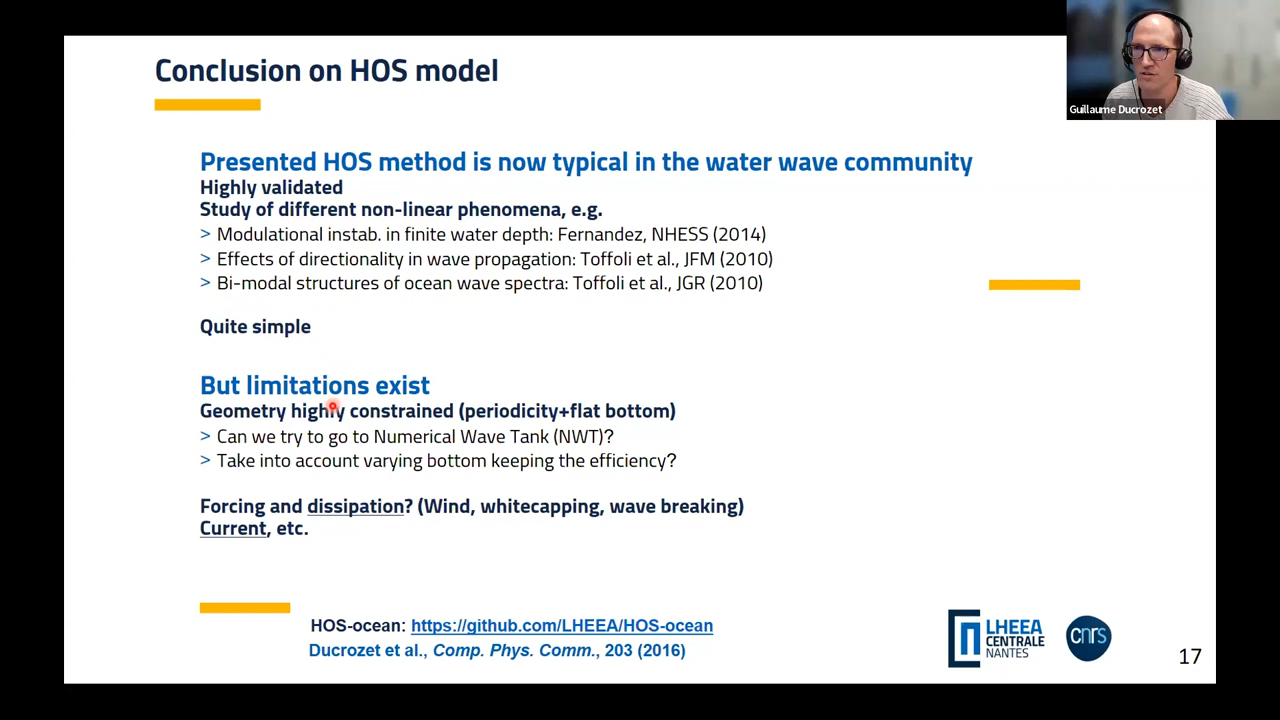 Conclusion on HOS model
Guillaume Ducrozet
Presented HOS method is now typical in the water wave community
Highly validated
Study of different non-linear phenomena, e.g.
> Modulational instab. in finite water depth: Fernandez, NHESS (2014)
> Effects of directionality in wave propagation: Toffoli et al., JFM (2010)
> Bi-modal structures of ocean wave spectra: Toffoli et al., JGR (2010)
Quite simple
But limitations exist
Geometry highly constrained (periodicity+flat bottom)
> Can we try to go to Numerical Wave Tank (NWT)?
> Take into account varying bottom keeping the efficiency?
Forcing and dissipation? (Wind, whitecapping, wave breaking)
Current, etc.
HOS-ocean: https://github.com/LHEEA/HOS-ocean
Ducrozet et al., Comp. Phys. Comm., 203 (2016)
LHEEA
CENTRALE
NANTES
cnrs
17